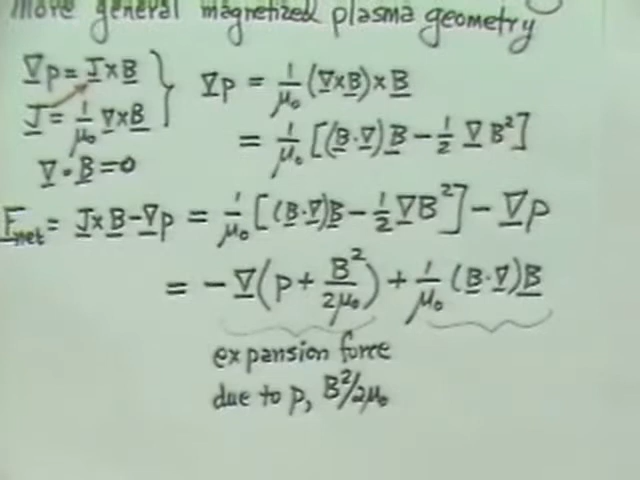 more general magnetized plasma geometry
∇p = J×B } ∇p = 1/μ₀ (∇×B)×B
J = 1/μ₀ ∇×B = 1/μ₀ [(B·∇)B − ½ ∇B²]
∇·B = 0
F_net = J×B − ∇p = 1/μ₀ [(B·∇)B − ½ ∇B²] − ∇p
= −∇(p + B²/2μ₀) + 1/μ₀ (B·∇)B
expansion force
due to p, B²/2μ₀